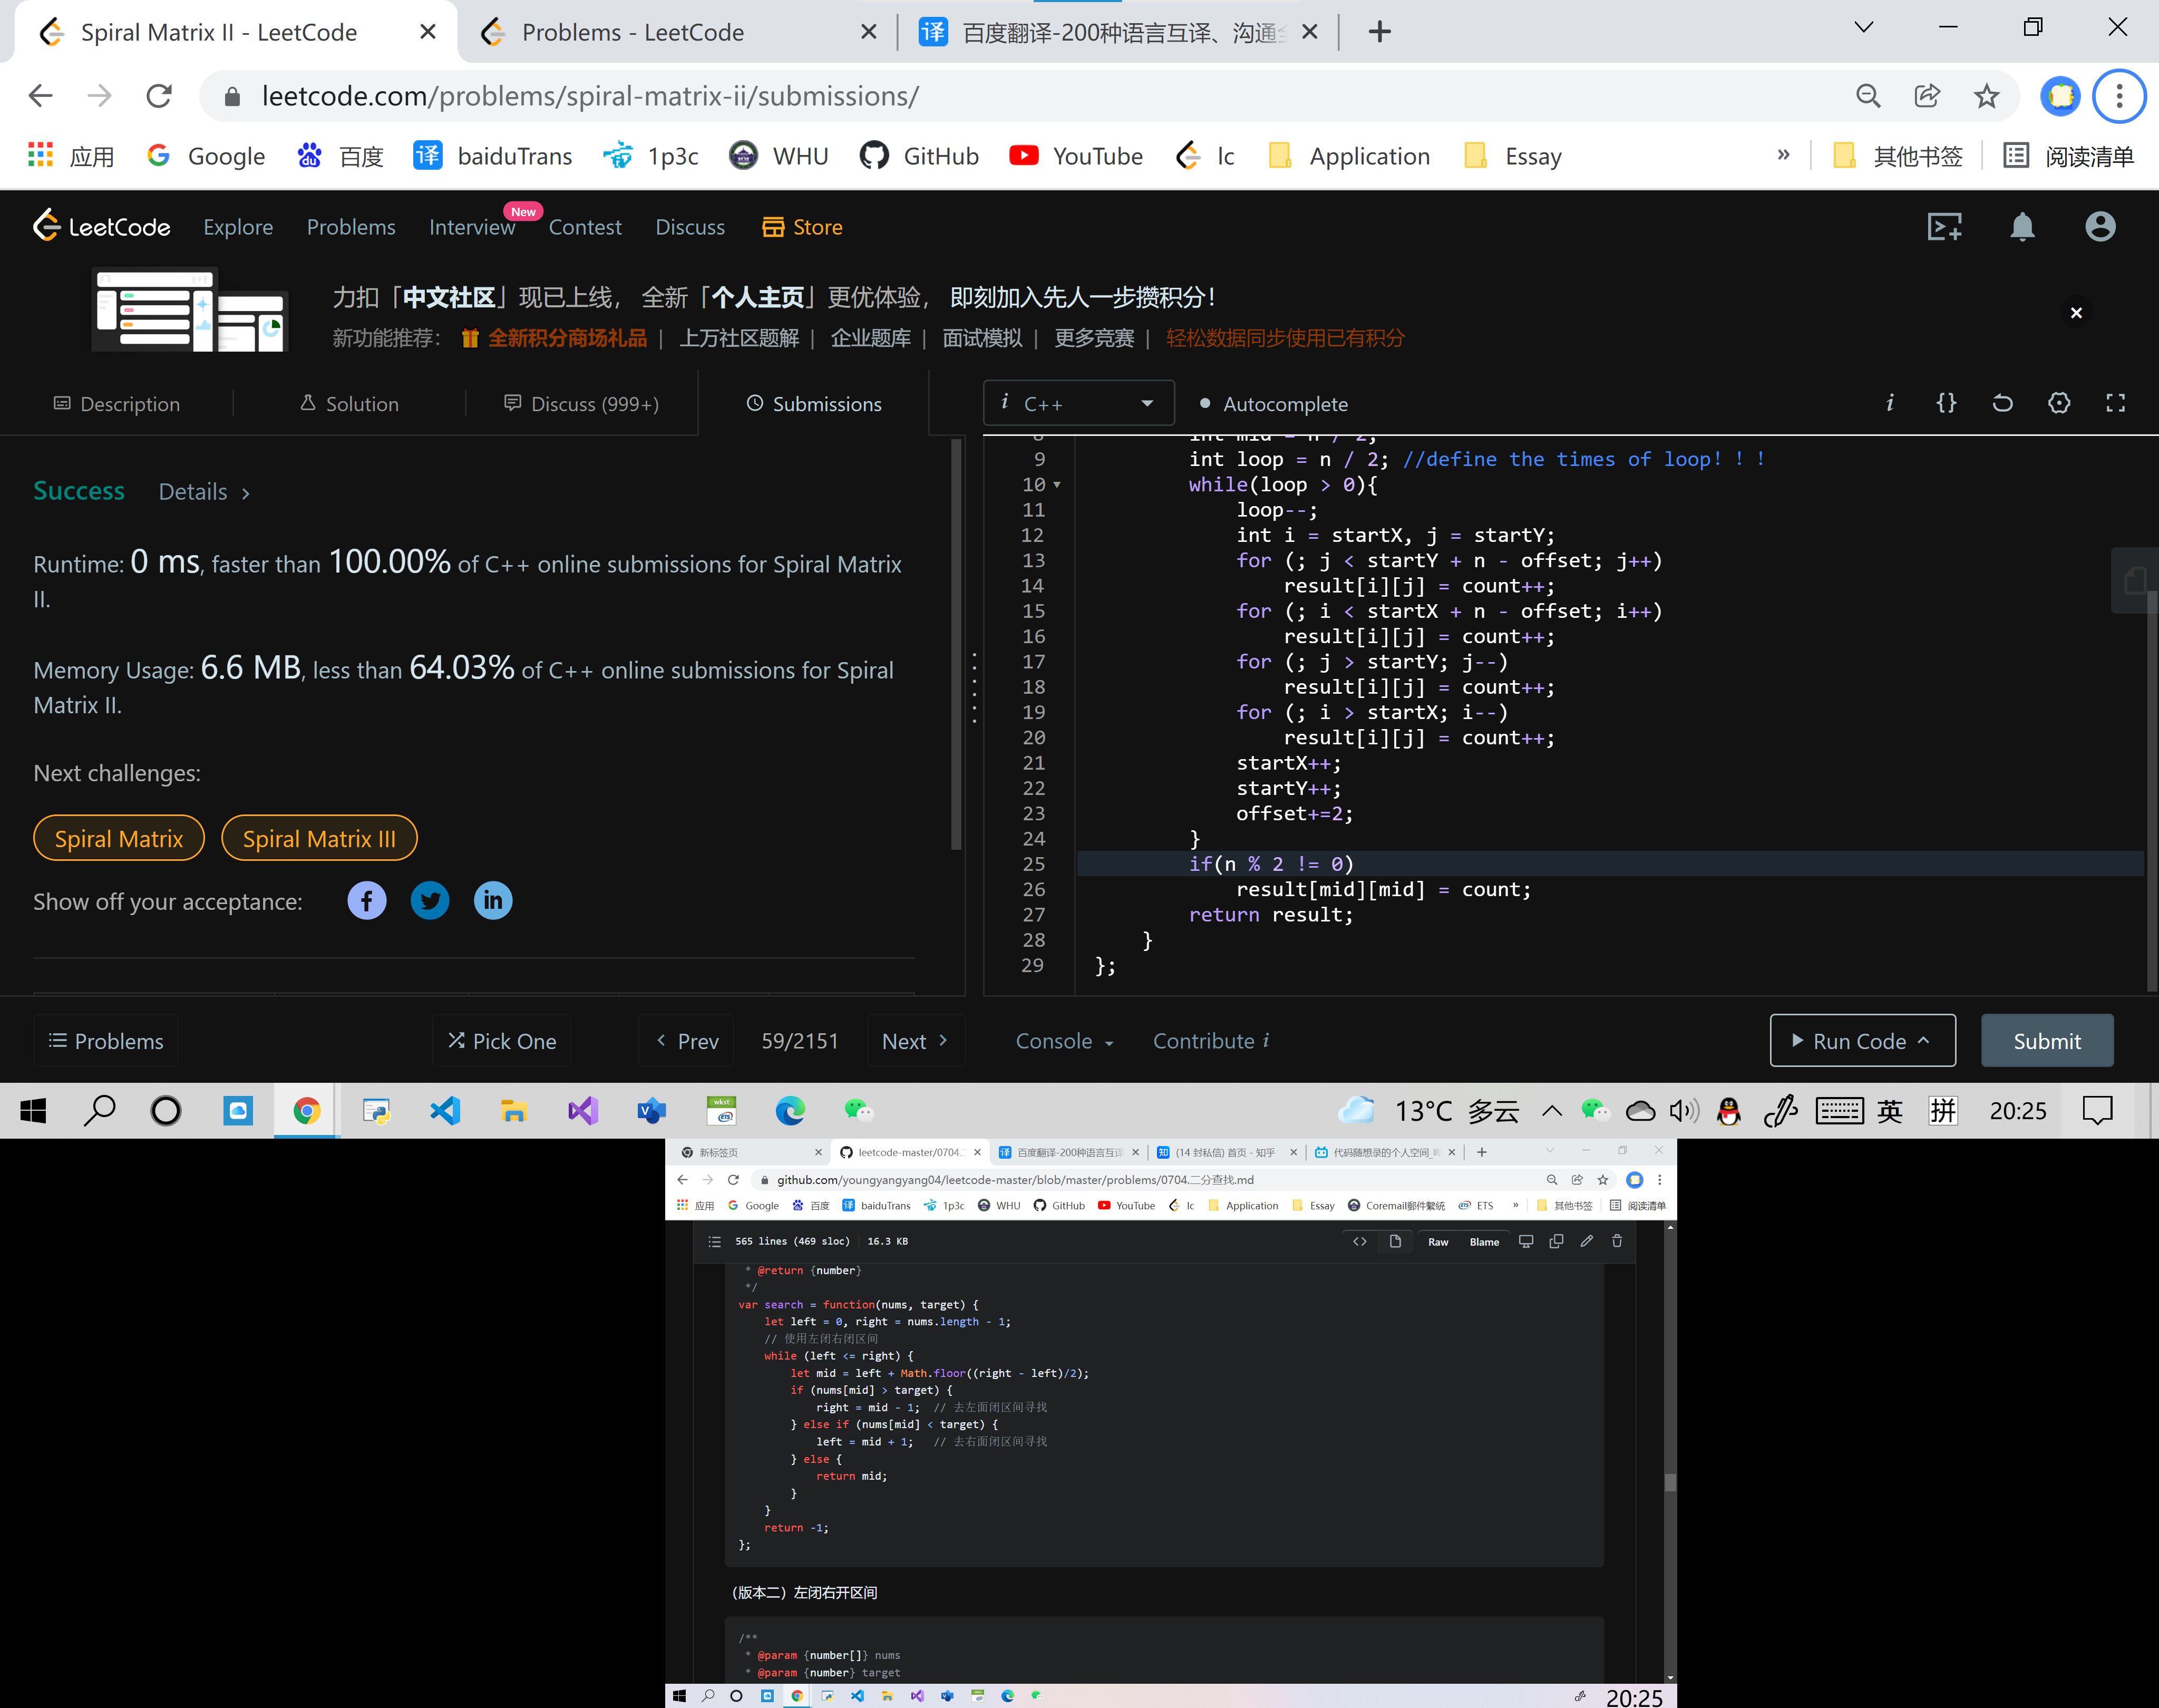 Spiral Matrix II - LeetCode
Problems - LeetCode
译 百度翻译-200种语言互译、沟通
leetcode.com/problems/spiral-matrix-ii/submissions/
应用 Google 百度 译 baiduTrans 1p3c WHU GitHub YouTube lc Application Essay » 其他书签 阅读清单
LeetCode Explore Problems Interview New Contest Discuss Store
力扣「中文社区」现已上线， 全新「个人主页」更优体验， 即刻加入先人一步攒积分！
新功能推荐： 全新积分商场礼品 | 上万社区题解 | 企业题库 | 面试模拟 | 更多竞赛 | 轻松数据同步使用已有积分
Description Solution Discuss (999+) Submissions
i C++ Autocomplete i {}
Success Details >
Runtime: 0 ms, faster than 100.00% of C++ online submissions for Spiral Matrix
II.
Memory Usage: 6.6 MB, less than 64.03% of C++ online submissions for Spiral
Matrix II.
Next challenges:
Spiral Matrix Spiral Matrix III
Show off your acceptance:
8 int mid = n / 2;
9 int loop = n / 2; //define the times of loop！！！
10 while(loop > 0){
11 loop--;
12 int i = startX, j = startY;
13 for (; j < startY + n - offset; j++)
14 result[i][j] = count++;
15 for (; i < startX + n - offset; i++)
16 result[i][j] = count++;
17 for (; j > startY; j--)
18 result[i][j] = count++;
19 for (; i > startX; i--)
20 result[i][j] = count++;
21 startX++;
22 startY++;
23 offset+=2;
24 }
25 if(n % 2 != 0)
26 result[mid][mid] = count;
27 return result;
28 }
29 };
Problems Pick One < Prev 59/2151 Next > Console Contribute i Run Code Submit
13°C 多云 英 拼 20:25
新标签页
leetcode-master/0704.
译 百度翻译-200种语言互译
知 (14 封私信) 首页 - 知乎
代码随想录的个人空间_
github.com/youngyangyang04/leetcode-master/blob/master/problems/0704.二分查找.md
应用 Google 百度 译 baiduTrans 1p3c WHU GitHub YouTube lc Application Essay Coremail郵件繫統 ETS » 其他书签 阅读清单
565 lines (469 sloc) 16.3 KB <> Raw Blame
* @return {number}
*/
var search = function(nums, target) {
let left = 0, right = nums.length - 1;
// 使用左闭右闭区间
while (left <= right) {
let mid = left + Math.floor((right - left)/2);
if (nums[mid] > target) {
right = mid - 1; // 去左面闭区间寻找
} else if (nums[mid] < target) {
left = mid + 1; // 去右面闭区间寻找
} else {
return mid;
}
}
return -1;
};
（版本二）左闭右开区间
/**
* @param {number[]} nums
* @param {number} target
20:25